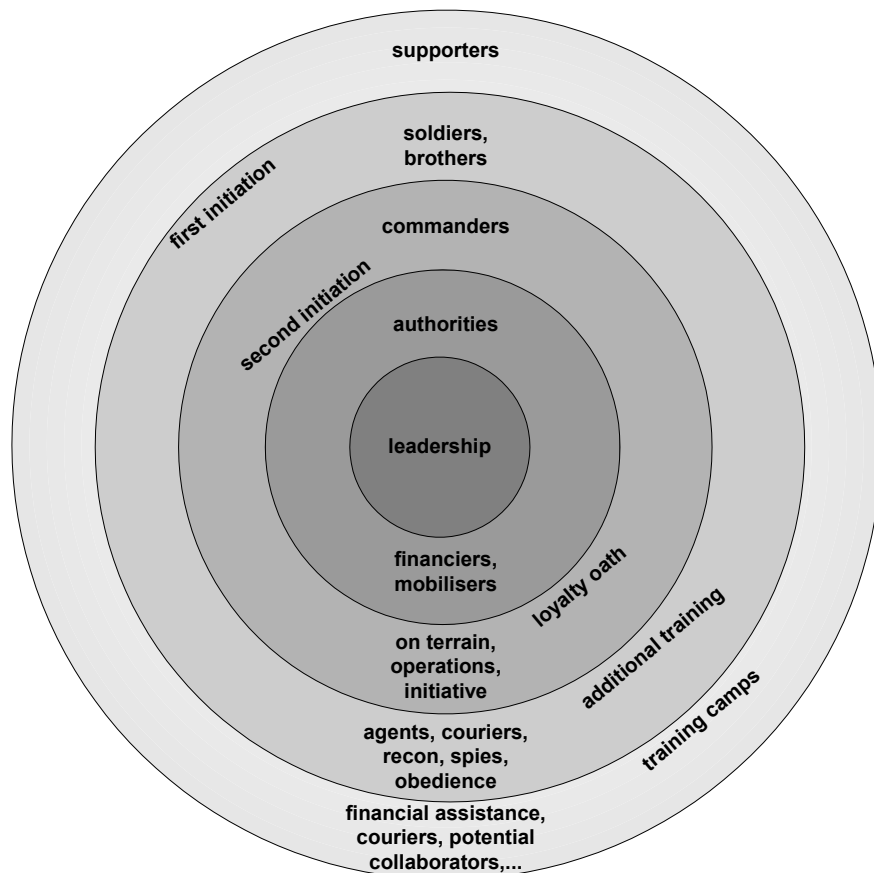 supporters
soldiers,
brothers
first initiation
commanders
second initiation
authorities
leadership
financiers,
mobilisers
loyalty oath
on terrain,
operations,
initiative
additional training
training camps
agents, couriers,
recon, spies,
obedience
financial assistance,
couriers, potential
collaborators,...